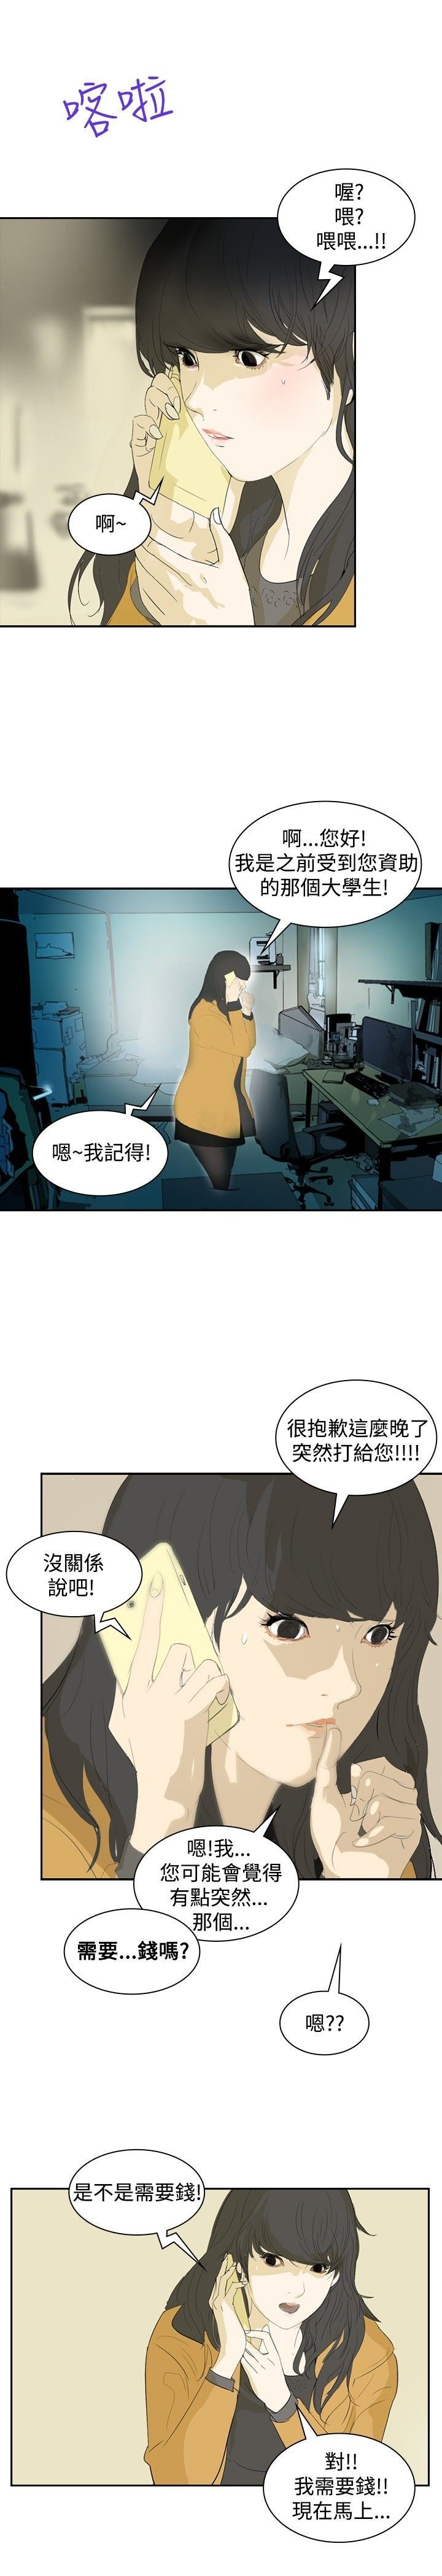 喀啦
喔?
喂?
喂喂...!!
啊~
啊...您好!
我是之前受到您資助
的那個大學生!
嗯~我記得!
很抱歉這麼晚了
突然打給您!!!!
沒關係
說吧!
嗯!我...
您可能會覺得
有點突然...
那個...
需要...錢嗎?
嗯??
是不是需要錢!
對!!
我需要錢!!
現在馬上...